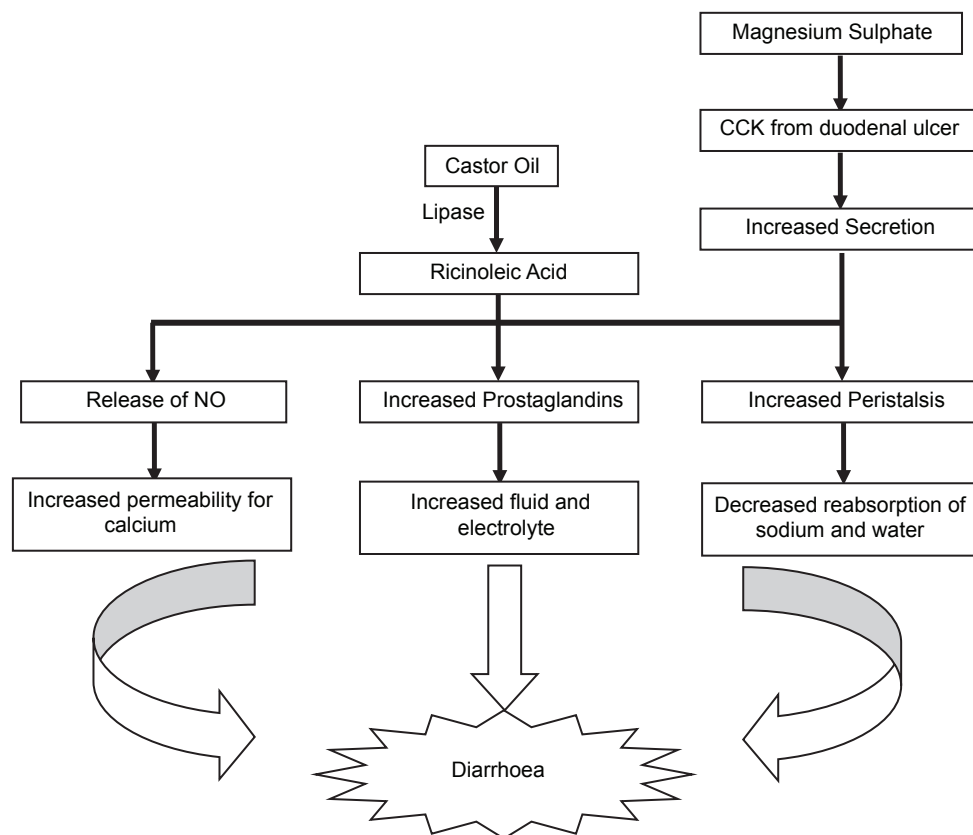 Magnesium Sulphate
CCK from duodenal ulcer
Castor Oil
Lipase
Increased Secretion
Ricinoleic Acid
Release of NO
Increased Prostaglandins
Increased Peristalsis
Increased permeability for
calcium
Increased fluid and
electrolyte
Decreased reabsorption of
sodium and water
Diarrhoea